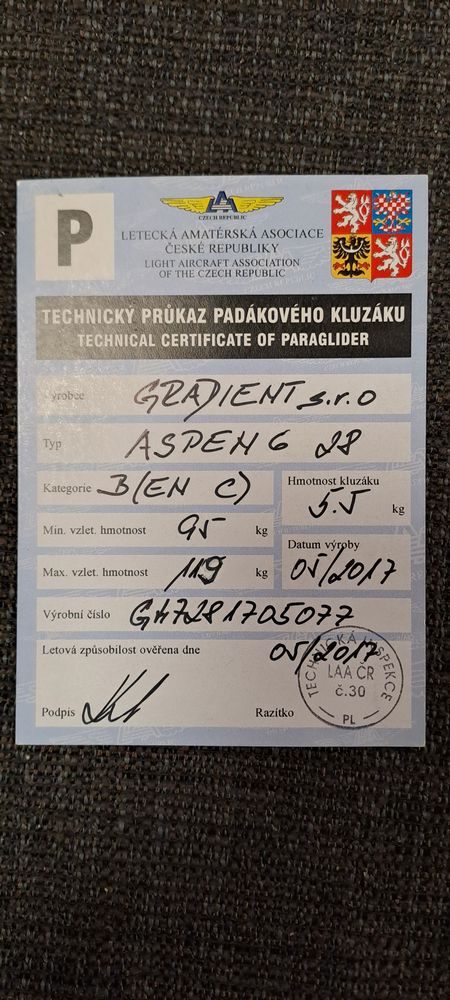 P
CZECH REPUBLIC
LETECKÁ AMATÉRSKÁ ASOCIACE
ČESKÉ REPUBLIKY
LIGHT AIRCRAFT ASSOCIATION
OF THE CZECH REPUBLIC
TECHNICKÝ PRŮKAZ PADÁKOVÉHO KLUZÁKU
TECHNICAL CERTIFICATE OF PARAGLIDER
Výrobce GRADIENT s.r.o
Typ ASPEN 6 28
Kategorie B(EN C)
Hmotnost kluzáku
5.5 kg
Min. vzlet. hmotnost 95 kg
Datum výroby
05/2017
Max. vzlet. hmotnost 119 kg
Výrobní číslo
Letová způsobilost ověřena dne 05/2017
Podpis
Razítko
TECHNICKÁ INSPEKCE
LAA ČR
č.30
PL